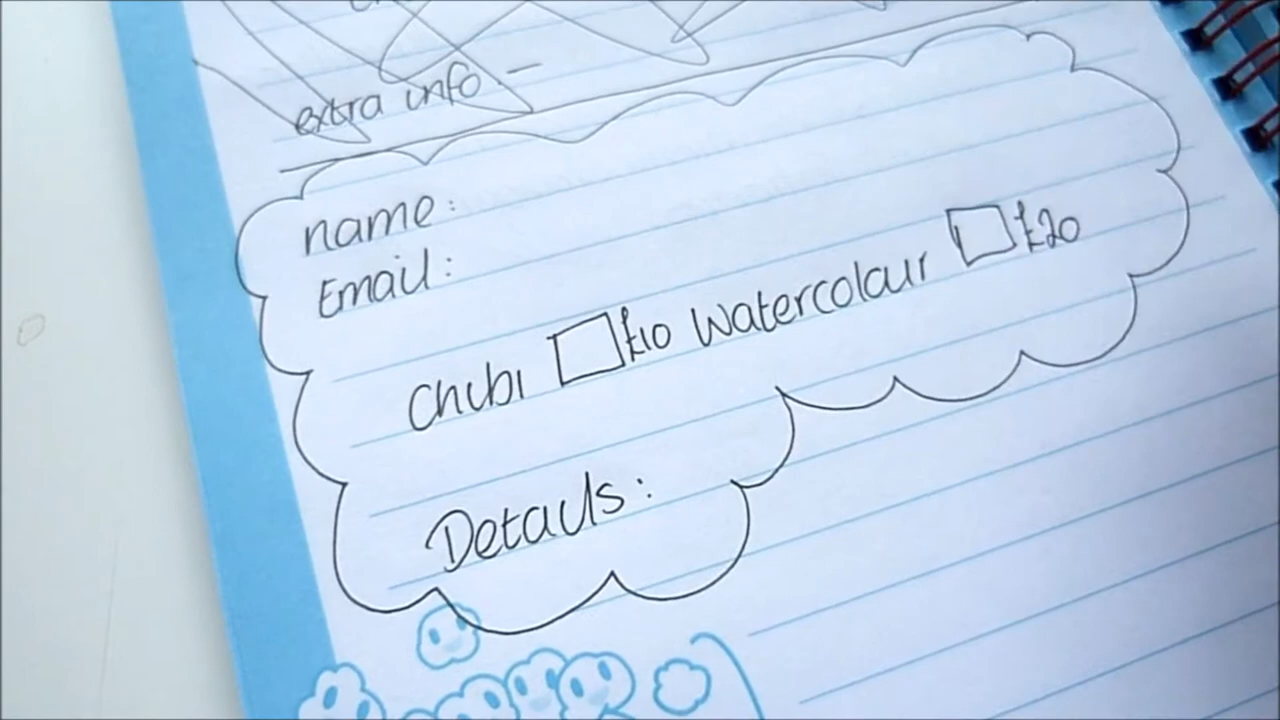 extra info -
name:
Email:
Chibi £10 Watercolour £20
Details: